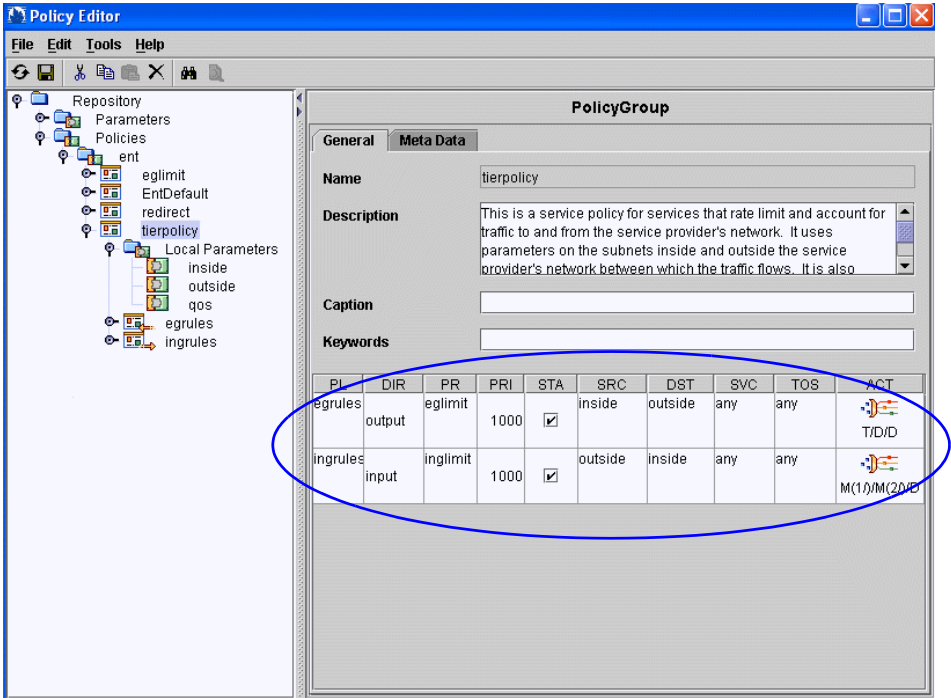 Policy Editor
File Edit Tools Help
Repository
Parameters
Policies
ent
eglimit
EntDefault
redirect
tierpolicy
Local Parameters
inside
outside
qos
egrules
ingrules
PolicyGroup
General Meta Data
Name tierpolicy
Description This is a service policy for services that rate limit and account for
traffic to and from the service provider's network. It uses
parameters on the subnets inside and outside the service
provider's network between which the traffic flows. It is also
Caption
Keywords
PL DIR PR PRI STA SRC DST SVC TOS ACT
egrules output eglimit 1000 inside outside any any T/D/D
ingrules input inglimit 1000 outside inside any any M(1/)/M(2/)/D